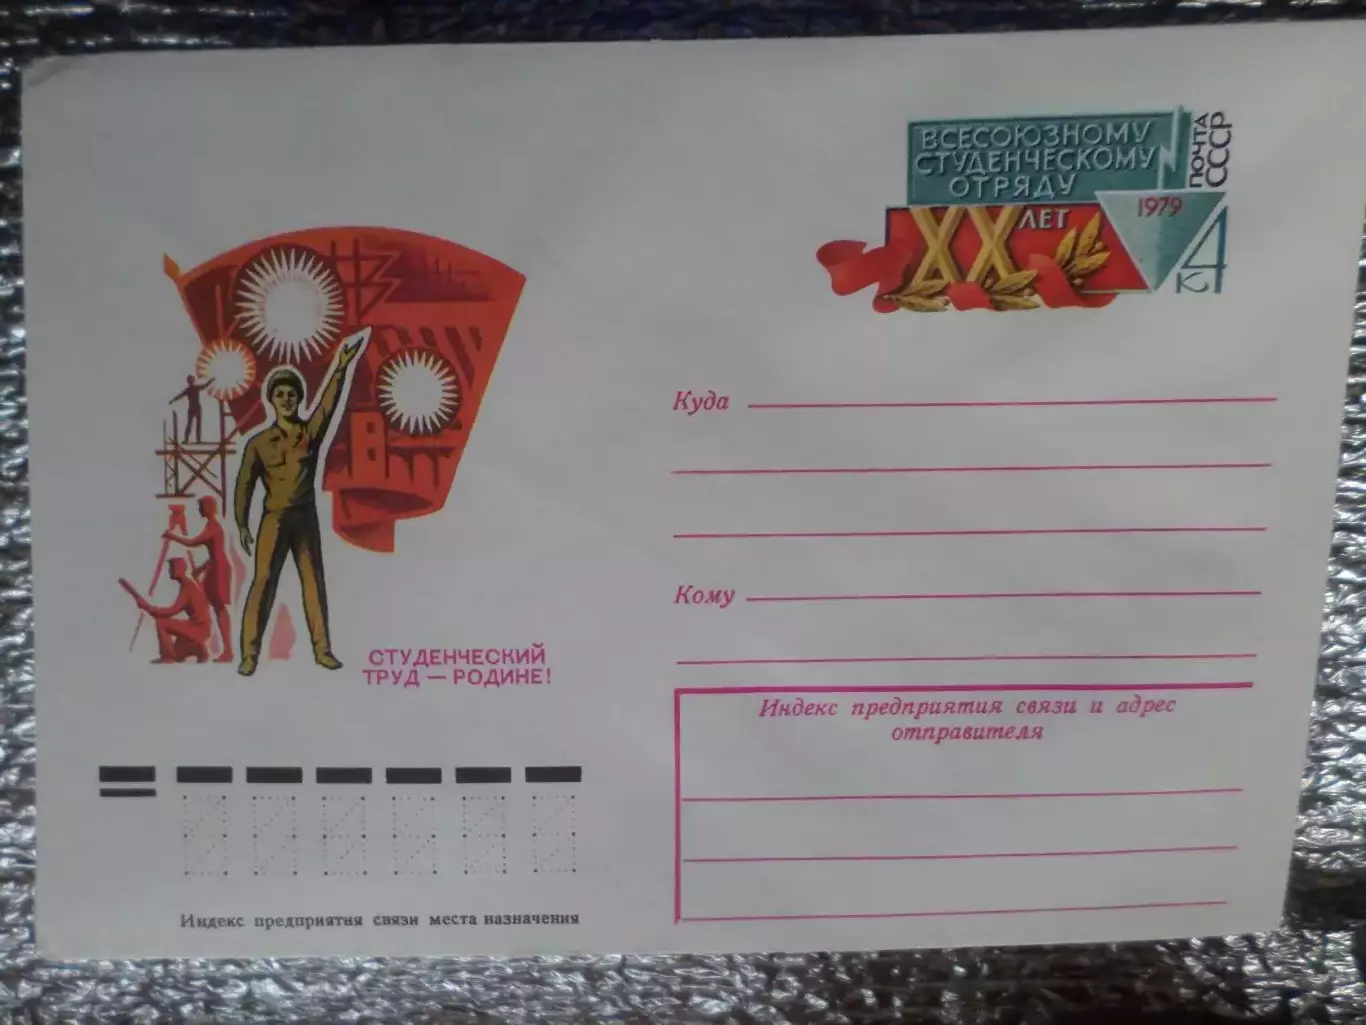 ВСЕСОЮЗНОМУ
СТУДЕНЧЕСКОМУ
ОТРЯДУ
XX ЛЕТ
1979
ПОЧТА
СССР
4
К
Куда
Кому
СТУДЕНЧЕСКИЙ
ТРУД — РОДИНЕ!
Индекс предприятия связи и адрес
отправителя
Индекс предприятия связи места назначения